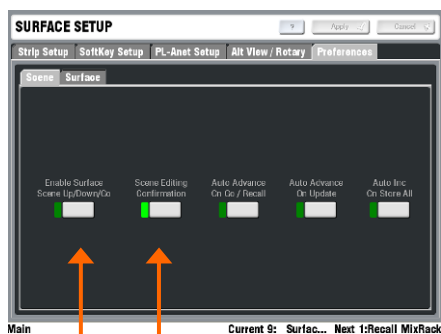 SURFACE SETUP ? Apply Cancel
Strip Setup SoftKey Setup PL-Anet Setup Alt View / Rotary Preferences
Scene Surface
Enable Surface Scene Editing Auto Advance Auto Advance Auto Inc
Scene Up/Down/Go Confirmation On Go / Recall On Update On Store All
Main Current 9: Surfac... Next 1:Recall MixRack